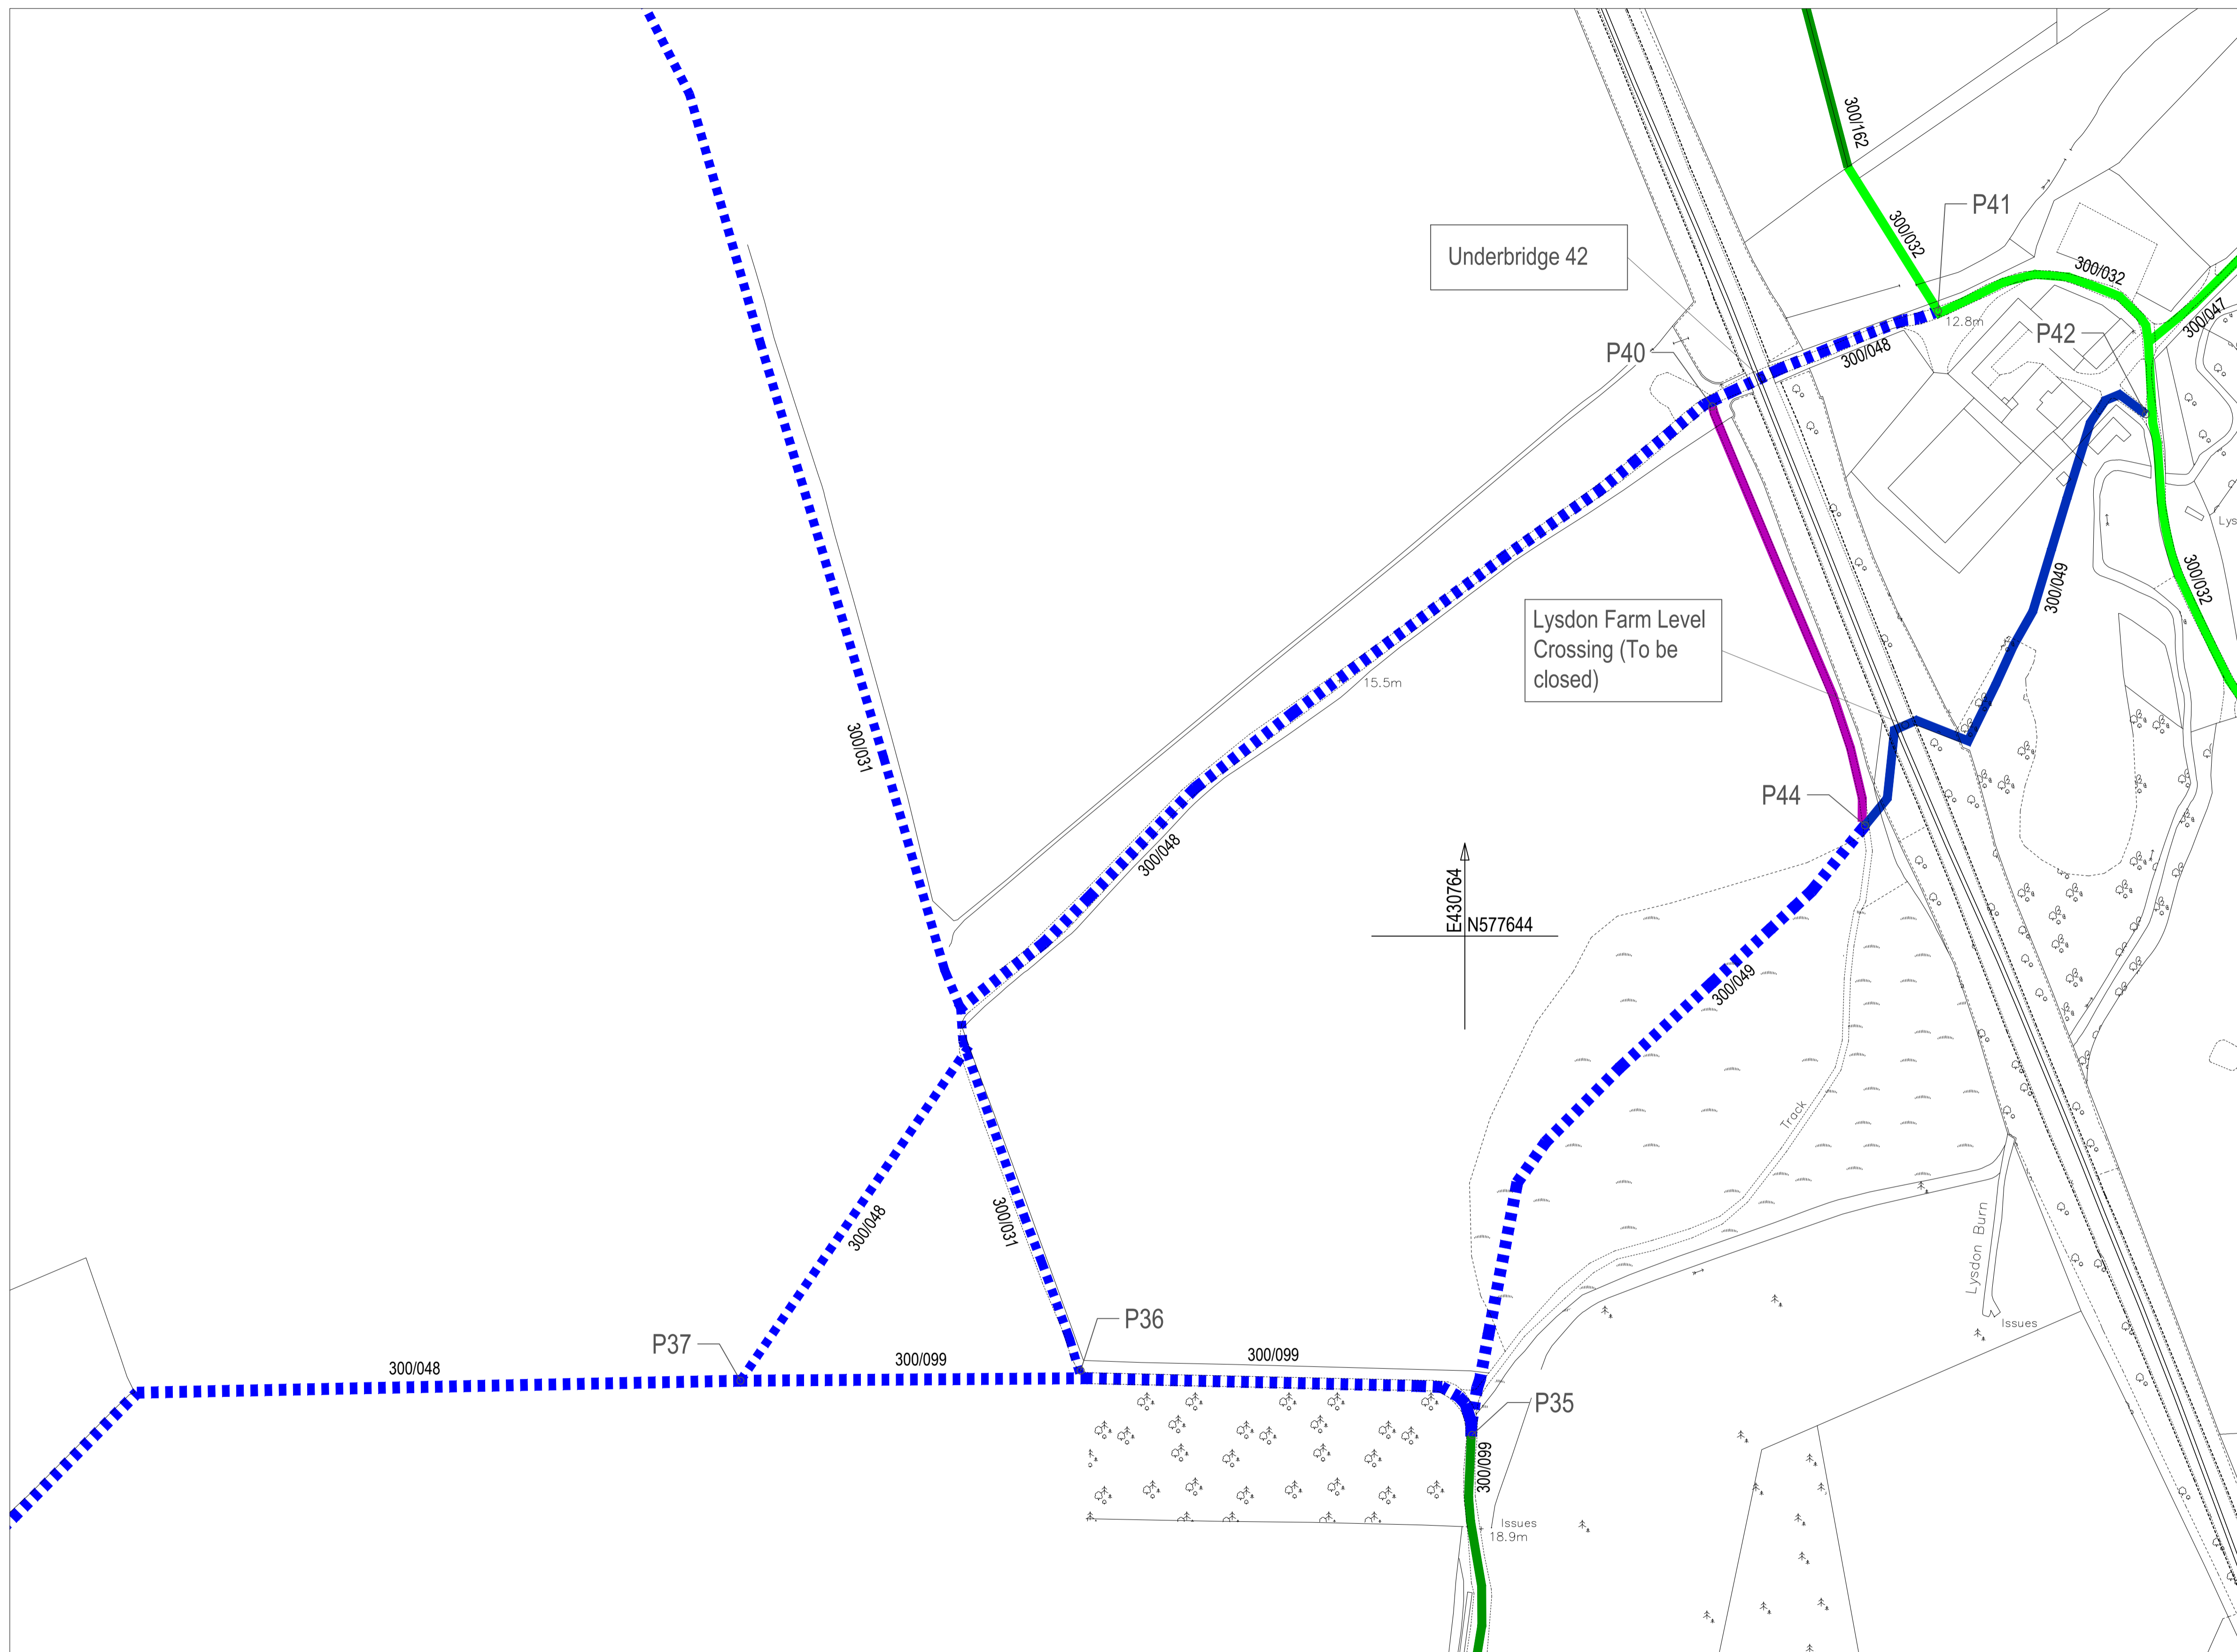 300/162
P41
300/032
Underbridge 42
300/032
12.8m
300/047
P42
P40
300/048
300/049
300/032
Lysdon Farm Level
Crossing (To be
closed)
15.5m
300/031
P44
300/048
E430764
N577644
300/049
Track
300/048
300/031
Lysdon Burn
Issues
P36
P37
300/048
300/099
300/099
P35
300/099
Issues
18.9m